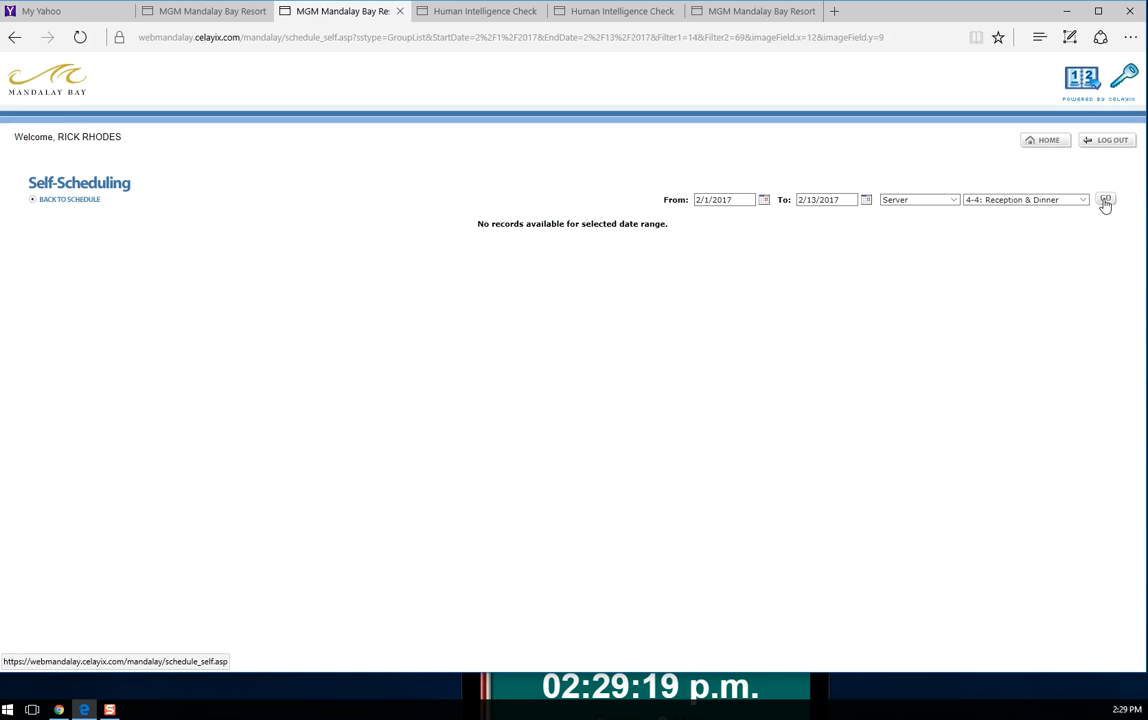 My Yahoo
MGM Mandalay Bay Resort
MGM Mandalay Bay Re
Human Intelligence Check
Human Intelligence Check
MGM Mandalay Bay Resort
webmandalay.celayix.com/mandalay/schedule_self.asp?sstype=GroupList&StartDate=2%2F1%2F2017&EndDate=2%2F13%2F2017&Filter1=14&Filter2=69&imageField.x=12&imageField.y=9
MANDALAY BAY
12
POWERED BY CELAYIX
Welcome, RICK RHODES
HOME
LOG OUT
Self-Scheduling
BACK TO SCHEDULE
From: 2/1/2017 To: 2/13/2017 Server 4-4: Reception & Dinner GO
No records available for selected date range.
https://webmandalay.celayix.com/mandalay/schedule_self.asp
02:29:19 p.m.
2:29 PM